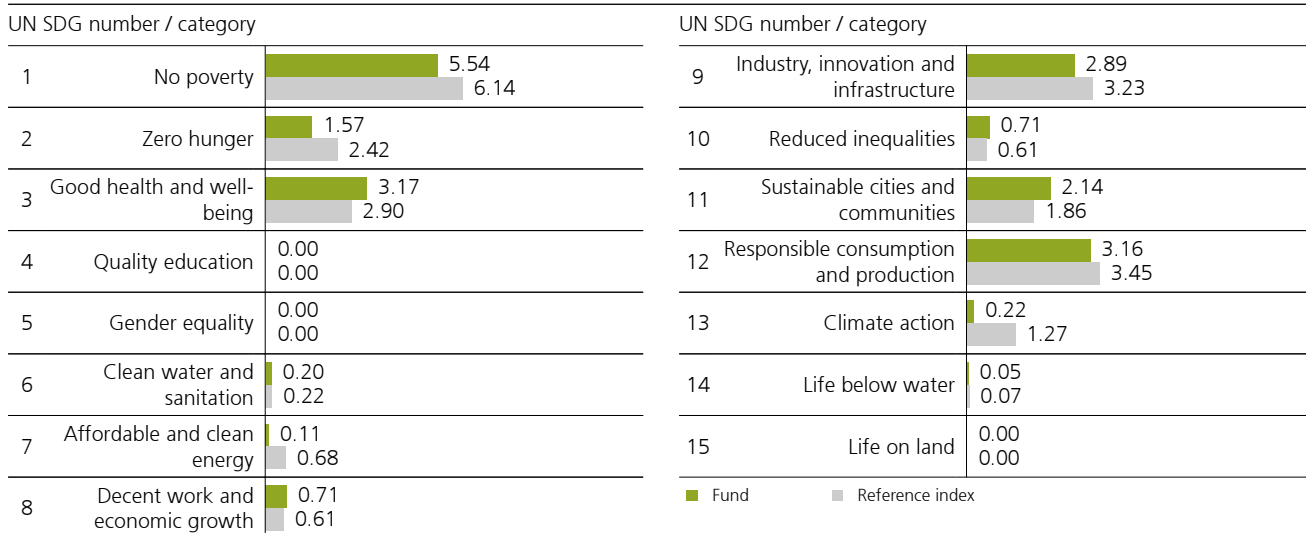 UN SDG number / category
1 No poverty 5.54
6.14
2 Zero hunger 1.57
2.42
3 Good health and well-
being 3.17
2.90
4 Quality education 0.00
0.00
5 Gender equality 0.00
0.00
6 Clean water and
sanitation 0.20
0.22
7 Affordable and clean
energy 0.11
0.68
8 Decent work and
economic growth 0.71
0.61
UN SDG number / category
9 Industry, innovation and
infrastructure 2.89
3.23
10 Reduced inequalities 0.71
0.61
11 Sustainable cities and
communities 2.14
1.86
12 Responsible consumption
and production 3.16
3.45
13 Climate action 0.22
1.27
14 Life below water 0.05
0.07
15 Life on land 0.00
0.00
Fund Reference index